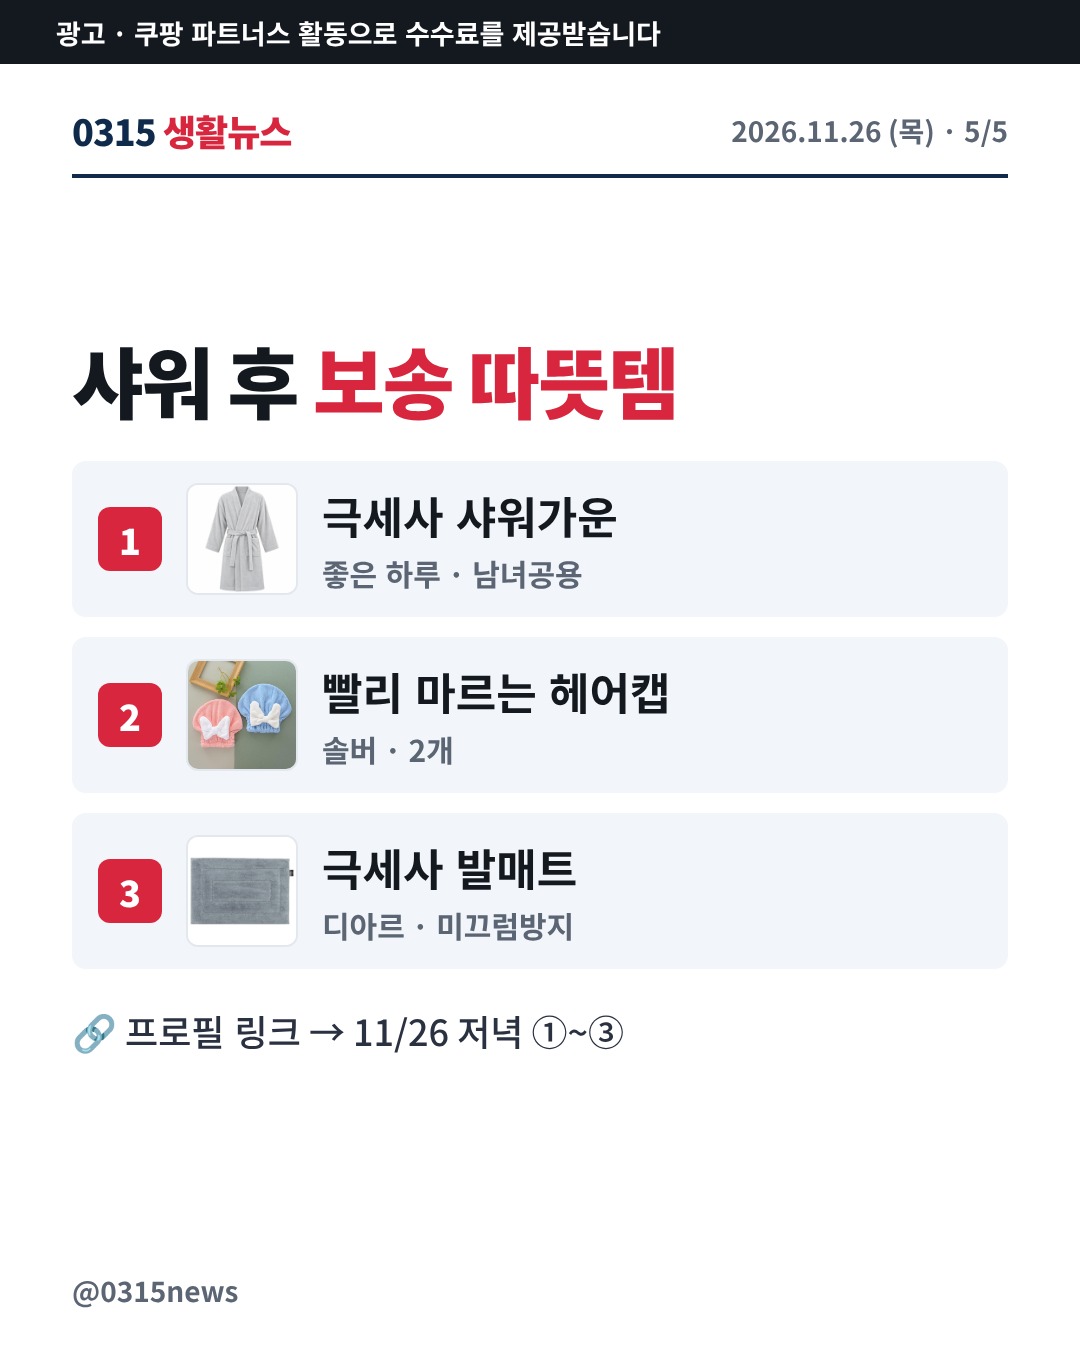 광고 · 쿠팡 파트너스 활동으로 수수료를 제공받습니다
0315 생활뉴스
2026.11.26 (목) · 5/5
샤워 후 보송 따뜻템
1
극세사 샤워가운
좋은 하루 · 남녀공용
2
빨리 마르는 헤어캡
솔버 · 2개
3
극세사 발매트
디아르 · 미끄럼방지
🔗 프로필 링크 → 11/26 저녁 ①~③
@0315news